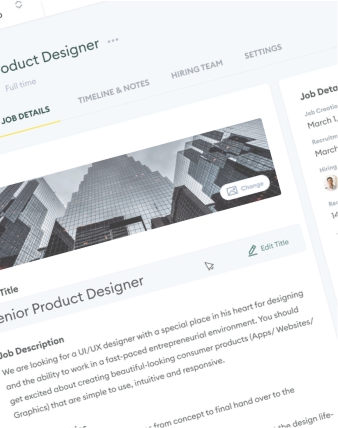 oduct Designer ...
Full time
JOB DETAILS
TIMELINE & NOTES
HIRING TEAM
SETTINGS
Change
Title
enior Product Designer
Edit Title
Job Description
We are looking for a UI/UX designer with a special place in his heart for designing
and the ability to work in a fast-paced entrepreneurial environment. You should
get excited about creating beautiful-looking consumer products (Apps/ Websites/
Graphics) that are simple to use, intuitive and responsive.
from concept to final hand over to the
the design life-
Job Deta
Job Creatio
March 1,
Recruitm
March
Hiring
Re
14